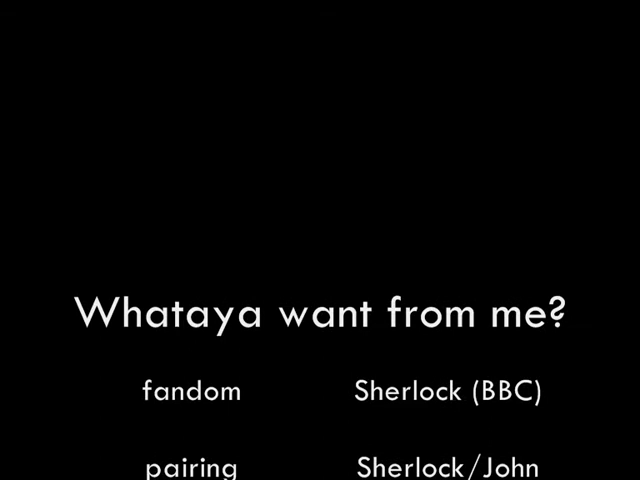 Whataya want from me?
fandom Sherlock (BBC)
pairing Sherlock/John